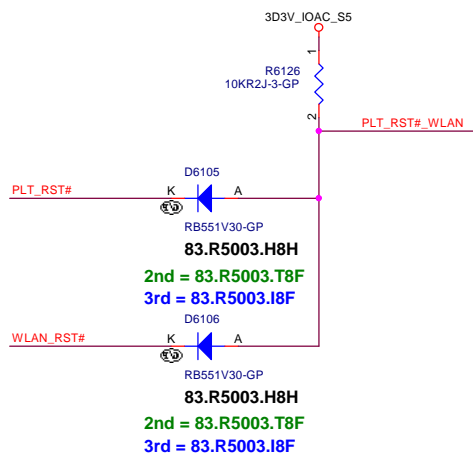 3D3V_IOAC_S5
1
R6126
10KR2J-3-GP
2
PLT_RST#_WLAN
D6105
PLT_RST#
K
A
RB551V30-GP
83.R5003.H8H
2nd = 83.R5003.T8F
3rd = 83.R5003.I8F
D6106
WLAN_RST#
K
A
RB551V30-GP
83.R5003.H8H
2nd = 83.R5003.T8F
3rd = 83.R5003.I8F